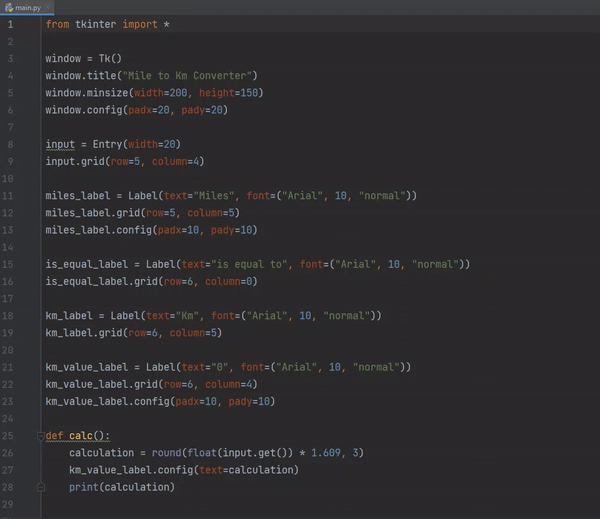 main.py
1 from tkinter import *
2
3 window = Tk()
4 window.title("Mile to Km Converter")
5 window.minsize(width=200, height=150)
6 window.config(padx=20, pady=20)
7
8 input = Entry(width=20)
9 input.grid(row=5, column=4)
10
11 miles_label = Label(text="Miles", font=("Arial", 10, "normal"))
12 miles_label.grid(row=5, column=5)
13 miles_label.config(padx=10, pady=10)
14
15 is_equal_label = Label(text="is equal to", font=("Arial", 10, "normal"))
16 is_equal_label.grid(row=6, column=0)
17
18 km_label = Label(text="Km", font=("Arial", 10, "normal"))
19 km_label.grid(row=6, column=5)
20
21 km_value_label = Label(text="0", font=("Arial", 10, "normal"))
22 km_value_label.grid(row=6, column=4)
23 km_value_label.config(padx=10, pady=10)
24
25 def calc():
26 calculation = round(float(input.get()) * 1.609, 3)
27 km_value_label.config(text=calculation)
28 print(calculation)
29